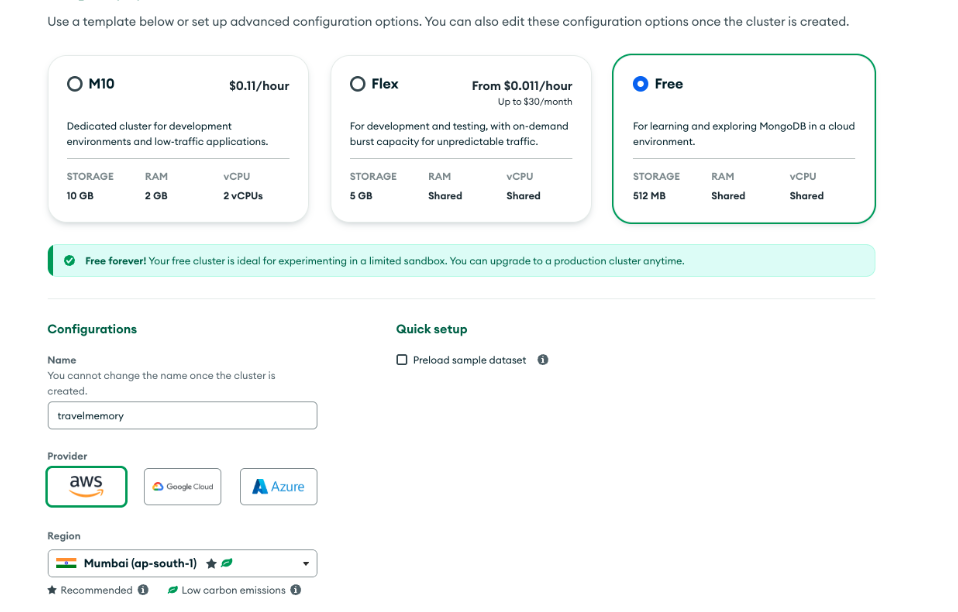 Use a template below or set up advanced configuration options. You can also edit these configuration options once the cluster is created.
M10
$0.11/hour
Dedicated cluster for development
environments and low-traffic applications.
STORAGE RAM vCPU
10 GB 2 GB 2 vCPUs
Flex
From $0.011/hour
Up to $30/month
For development and testing, with on-demand
burst capacity for unpredictable traffic.
STORAGE RAM vCPU
5 GB Shared Shared
Free
For learning and exploring MongoDB in a cloud
environment.
STORAGE RAM vCPU
512 MB Shared Shared
Free forever! Your free cluster is ideal for experimenting in a limited sandbox. You can upgrade to a production cluster anytime.
Configurations
Name
You cannot change the name once the cluster is
created.
travelmemory
Provider
aws Google Cloud Azure
Region
Mumbai (ap-south-1)
Recommended Low carbon emissions
Quick setup
Preload sample dataset